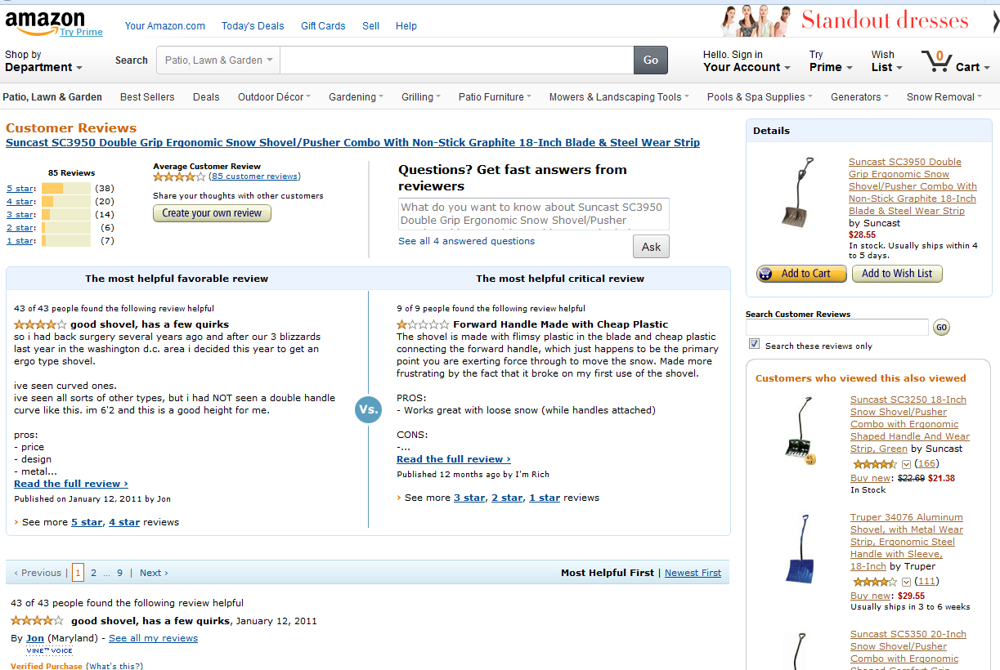 amazon
Try Prime
Your Amazon.com
Today's Deals
Gift Cards
Sell
Help
Standout dresses
Shop by
Department
Search
Patio, Lawn & Garden
Go
Hello. Sign in
Your Account
Try
Prime
Wish
List
0
Cart
Patio, Lawn & Garden
Best Sellers
Deals
Outdoor Décor
Gardening
Grilling
Patio Furniture
Mowers & Landscaping Tools
Pools & Spa Supplies
Generators
Snow Removal
Customer Reviews
Suncast SC3950 Double Grip Ergonomic Snow Shovel/Pusher Combo With Non-Stick Graphite 18-Inch Blade & Steel Wear Strip
85 Reviews
5 star: (38)
4 star: (20)
3 star: (14)
2 star: (6)
1 star: (7)
Average Customer Review
(85 customer reviews)
Share your thoughts with other customers
Create your own review
Questions? Get fast answers from
reviewers
What do you want to know about Suncast SC3950
Double Grip Ergonomic Snow Shovel/Pusher
See all 4 answered questions
Ask
The most helpful favorable review
43 of 43 people found the following review helpful
good shovel, has a few quirks
so i had back surgery several years ago and after our 3 blizzards
last year in the washington d.c. area i decided this year to get an
ergo type shovel.
ive seen curved ones.
ive seen all sorts of other types, but i had NOT seen a double handle
curve like this. im 6'2 and this is a good height for me.
pros:
- price
- design
- metal...
Read the full review ›
Published on January 12, 2011 by Jon
› See more 5 star, 4 star reviews
Vs.
The most helpful critical review
9 of 9 people found the following review helpful
Forward Handle Made with Cheap Plastic
The shovel is made with flimsy plastic in the blade and cheap plastic
connecting the forward handle, which just happens to be the primary
point you are exerting force through to move the snow. Made more
frustrating by the fact that it broke on my first use of the shovel.
PROS:
- Works great with loose snow (while handles attached)
CONS:
-...
Read the full review ›
Published 12 months ago by I'm Rich
› See more 3 star, 2 star, 1 star reviews
‹ Previous | 1 2 ... 9 | Next ›
Most Helpful First | Newest First
43 of 43 people found the following review helpful
good shovel, has a few quirks, January 12, 2011
By Jon (Maryland) - See all my reviews
VINE™ VOICE
Verified Purchase (What's this?)
Details
Suncast SC3950 Double
Grip Ergonomic Snow
Shovel/Pusher Combo With
Non-Stick Graphite 18-Inch
Blade & Steel Wear Strip
by Suncast
$28.55
In stock. Usually ships within 4
to 5 days.
Add to Cart
Add to Wish List
Search Customer Reviews
GO
Search these reviews only
Customers who viewed this also viewed
Suncast SC3250 18-Inch
Snow Shovel/Pusher
Combo with Ergonomic
Shaped Handle And Wear
Strip, Green by Suncast
(166)
Buy new: $22.69 $21.38
In Stock
Truper 34076 Aluminum
Shovel, with Metal Wear
Strip, Ergonomic Steel
Handle with Sleeve,
18-Inch by Truper
(111)
Buy new: $29.55
Usually ships in 3 to 6 weeks
Suncast SC5350 20-Inch
Snow Shovel/Pusher
Combo with Ergonomic
Shaped Comfort Grip